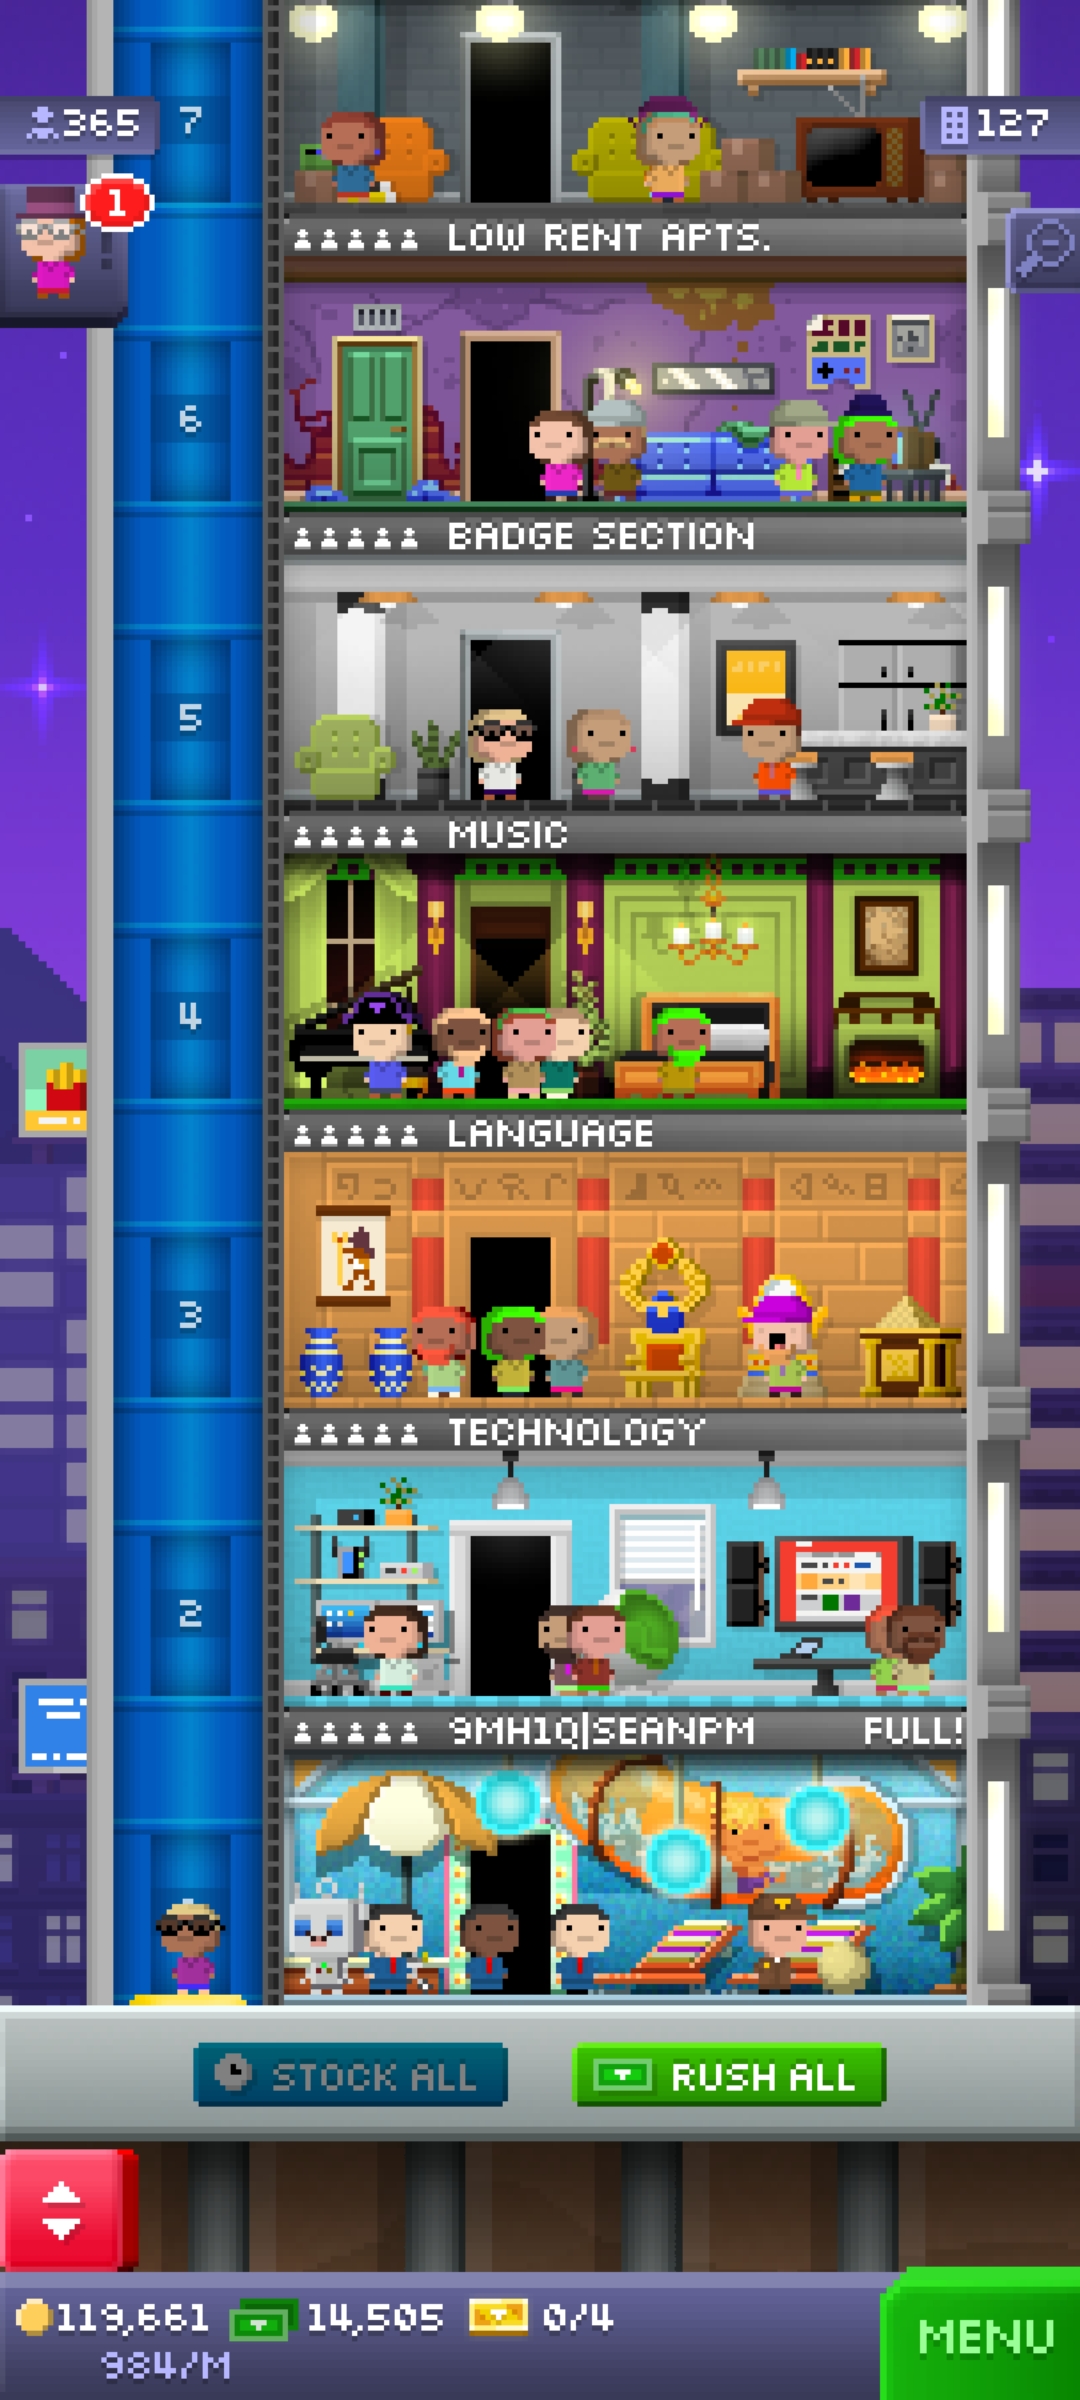 7
365
127
1
LOW RENT APTS.
6
BADGE SECTION
5
MUSIC
4
LANGUAGE
3
TECHNOLOGY
2
9MH1Q|SEANPM FULL!
STOCK ALL
RUSH ALL
119,661 14,505 0/4
984/M
MENU